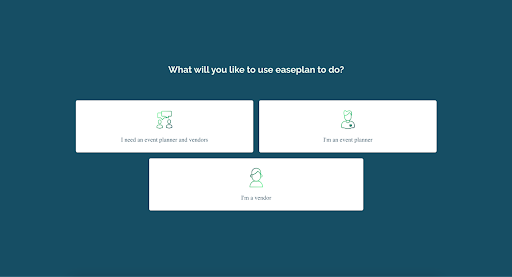 What will you like to use easeplan to do?
I need an event planner and vendors
I'm an event planner
I'm a vendor